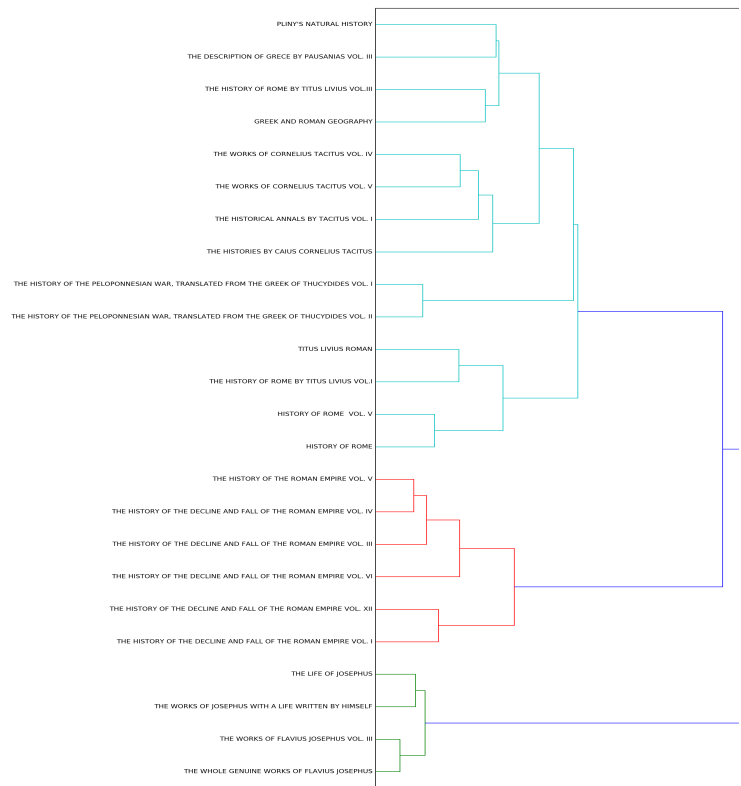 PLINY'S NATURAL HISTORY
THE DESCRIPTION OF GRECE BY PAUSANIAS VOL. III
THE HISTORY OF ROME BY TITUS LIVIUS VOL.III
GREEK AND ROMAN GEOGRAPHY
THE WORKS OF CORNELIUS TACITUS VOL. IV
THE WORKS OF CORNELIUS TACITUS VOL. V
THE HISTORICAL ANNALS BY TACITUS VOL. I
THE HISTORIES BY CAIUS CORNELIUS TACITUS
THE HISTORY OF THE PELOPONNESIAN WAR, TRANSLATED FROM THE GREEK OF THUCYDIDES VOL. I
THE HISTORY OF THE PELOPONNESIAN WAR, TRANSLATED FROM THE GREEK OF THUCYDIDES VOL. II
TITUS LIVIUS ROMAN
THE HISTORY OF ROME BY TITUS LIVIUS VOL.I
HISTORY OF ROME  VOL. V
HISTORY OF ROME
THE HISTORY OF THE ROMAN EMPIRE VOL. V
THE HISTORY OF THE DECLINE AND FALL OF THE ROMAN EMPIRE VOL. IV
THE HISTORY OF THE DECLINE AND FALL OF THE ROMAN EMPIRE VOL. III
THE HISTORY OF THE DECLINE AND FALL OF THE ROMAN EMPIRE VOL. VI
THE HISTORY OF THE DECLINE AND FALL OF THE ROMAN EMPIRE VOL. XII
THE HISTORY OF THE DECLINE AND FALL OF THE ROMAN EMPIRE VOL. I
THE LIFE OF JOSEPHUS
THE WORKS OF JOSEPHUS WITH A LIFE WRITTEN BY HIMSELF
THE WORKS OF FLAVIUS JOSEPHUS VOL. III
THE WHOLE GENUINE WORKS OF FLAVIUS JOSEPHUS